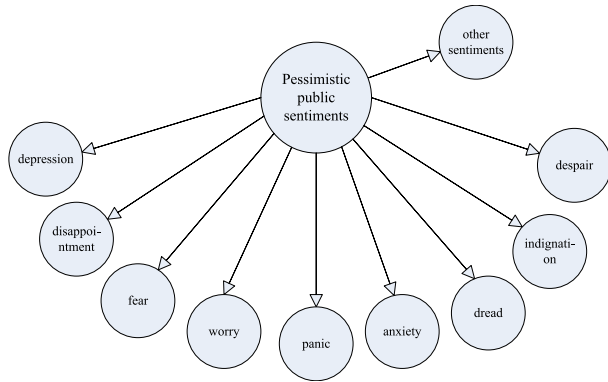 other
sentiments
Pessimistic
public
sentiments
depression
despair
disappoi-
ntment
indignati-
on
fear
dread
worry
anxiety
panic